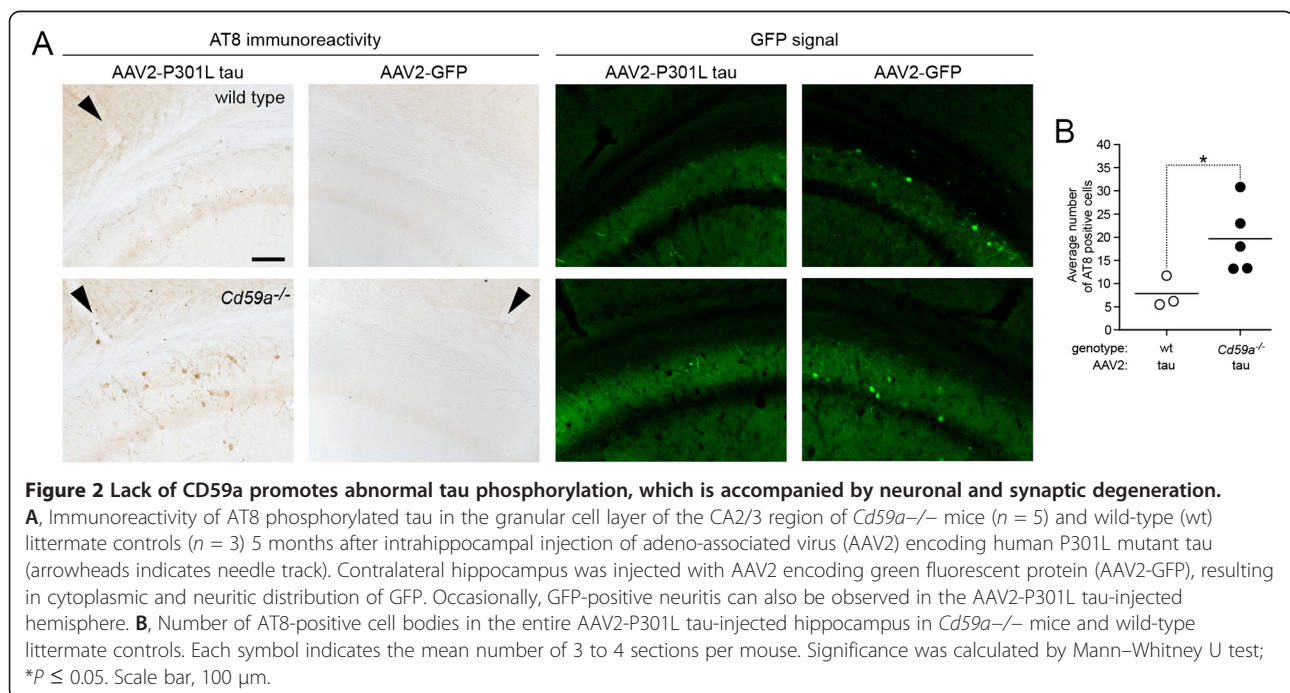 A
AT8 immunoreactivity
GFP signal
AAV2-P301L tau
AAV2-GFP
AAV2-P301L tau
AAV2-GFP
wild type
Cd59a-/-
B
Average number
of AT8 positive cells
40
35
30
25
20
15
10
5
0
*
genotype: wt Cd59a-/-
AAV2: tau tau
Figure 2 Lack of CD59a promotes abnormal tau phosphorylation, which is accompanied by neuronal and synaptic degeneration.
A, Immunoreactivity of AT8 phosphorylated tau in the granular cell layer of the CA2/3 region of Cd59a−/− mice (n = 5) and wild-type (wt)
littermate controls (n = 3) 5 months after intrahippocampal injection of adeno-associated virus (AAV2) encoding human P301L mutant tau
(arrowheads indicates needle track). Contralateral hippocampus was injected with AAV2 encoding green fluorescent protein (AAV2-GFP), resulting
in cytoplasmic and neuritic distribution of GFP. Occasionally, GFP-positive neuritis can also be observed in the AAV2-P301L tau-injected
hemisphere. B, Number of AT8-positive cell bodies in the entire AAV2-P301L tau-injected hippocampus in Cd59a−/− mice and wild-type
littermate controls. Each symbol indicates the mean number of 3 to 4 sections per mouse. Significance was calculated by Mann–Whitney U test;
*P ≤ 0.05. Scale bar, 100 μm.